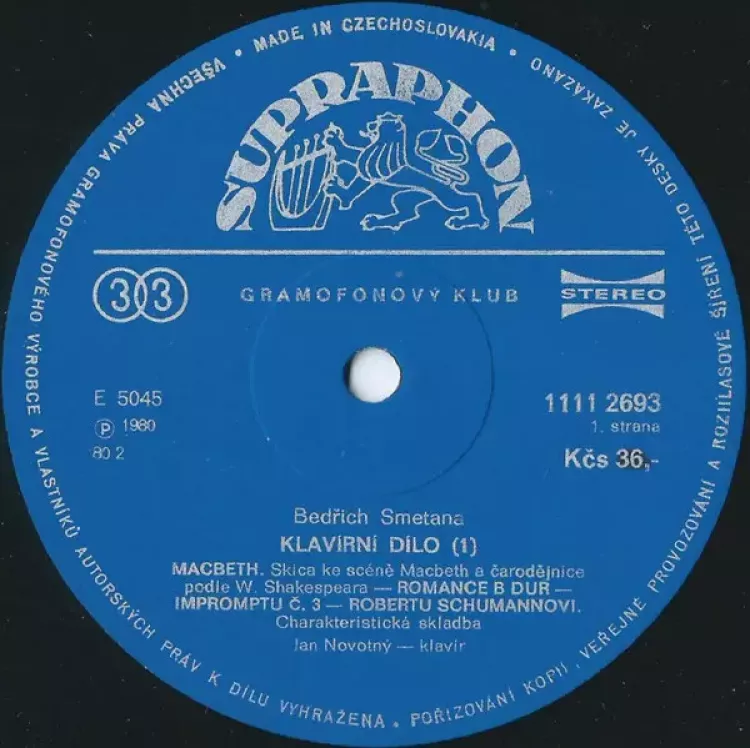 MADE IN CZECHOSLOVAKIA
VŠECHNA PRÁVA GRAMOFONOVÉHO VÝROBCE A VLASTNÍKŮ AUTORSKÝCH PRÁV K DÍLU VYHRAŽENA • POŘIZOVÁNÍ KOPIÍ, VEŘEJNÉ PROVOZOVÁNÍ A ROZHLASOVÉ ŠÍŘENÍ TÉTO DESKY JE ZAKÁZÁNO
SUPRAPHON
33
GRAMOFONOVÝ KLUB
STEREO
E 5045
1111 2693
Ⓟ 1980
1. strana
80 2
Kčs 36,-
Bedřich Smetana
KLAVÍRNÍ DÍLO (1)
MACBETH. Skica ke scéně Macbeth a čarodějnice
podle W. Shakespeara — ROMANCE B DUR —
IMPROMPTU Č. 3 — ROBERTU SCHUMANNOVI.
Charakteristická skladba
Jan Novotný — klavír